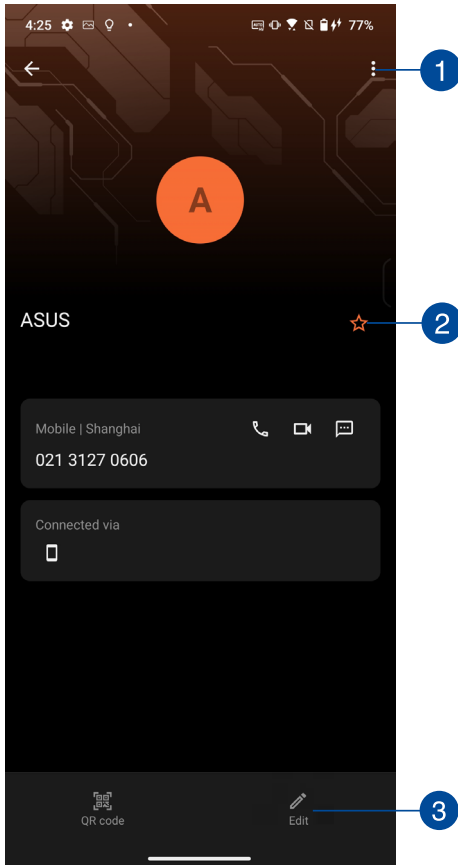 4:25 77%
1
A
ASUS
2
Mobile | Shanghai
021 3127 0606
Connected via
QR code
Edit
3